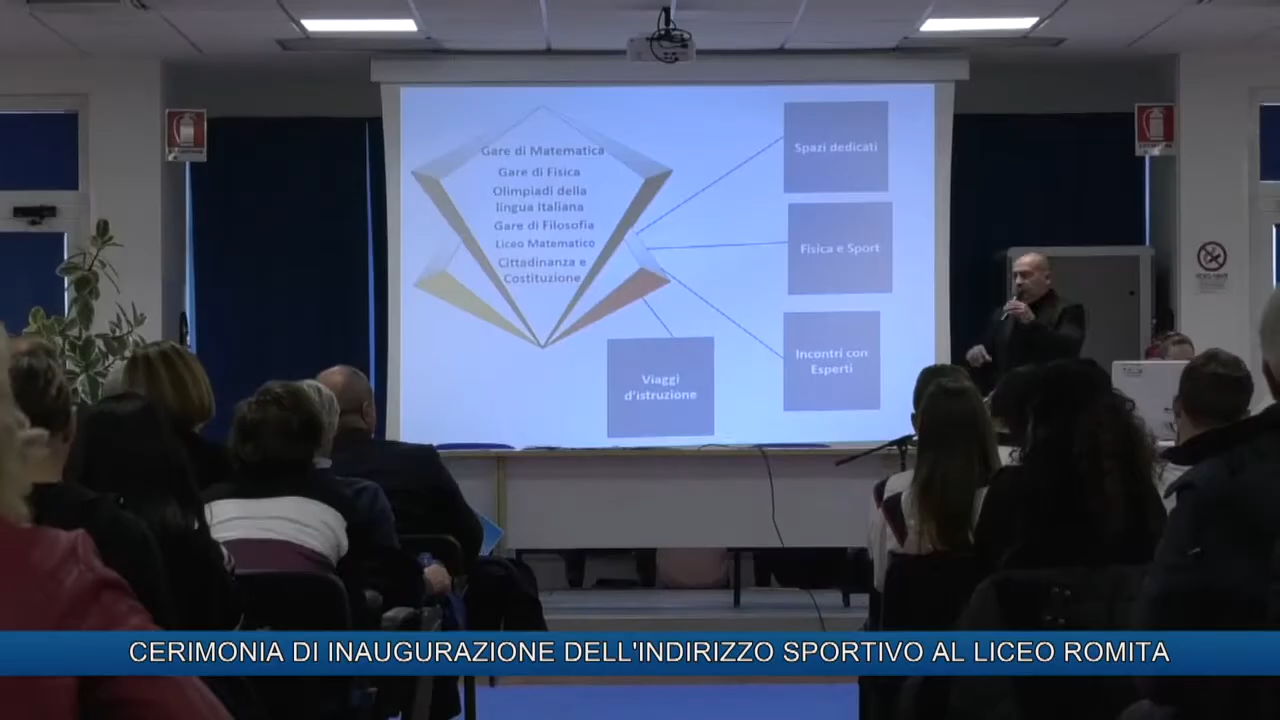 Gare di Matematica
Gare di Fisica
Olimpiadi della
lingua italiana
Gare di Filosofia
Liceo Matematico
Cittadinanza e
Costituzione
Spazi dedicati
Fisica e Sport
Incontri con
Esperti
Viaggi
d'istruzione
CERIMONIA DI INAUGURAZIONE DELL'INDIRIZZO SPORTIVO AL LICEO ROMITA